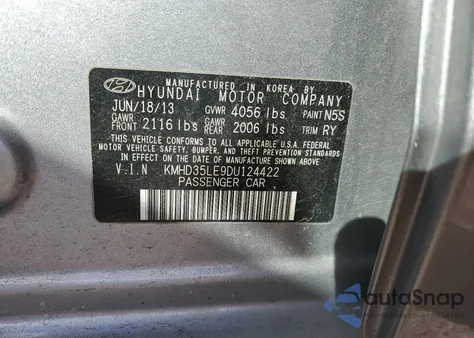 MANUFACTURED IN KOREA BY
HYUNDAI MOTOR COMPANY
JUN/18/13 GVWR 4056 lbs PAINT N5S
GAWR FRONT 2116 lbs GAWR REAR 2006 lbs TRIM RY
THIS VEHICLE CONFORMS TO ALL APPLICABLE U.S.A. FEDERAL
MOTOR VEHICLE SAFETY, BUMPER, AND THEFT PREVENTION
STANDARDS IN EFFECT ON THE DATE OF MANUFACTURE SHOWN ABOVE.
V.I.N KMHD35LE9DU124422
PASSENGER CAR
autoSnap